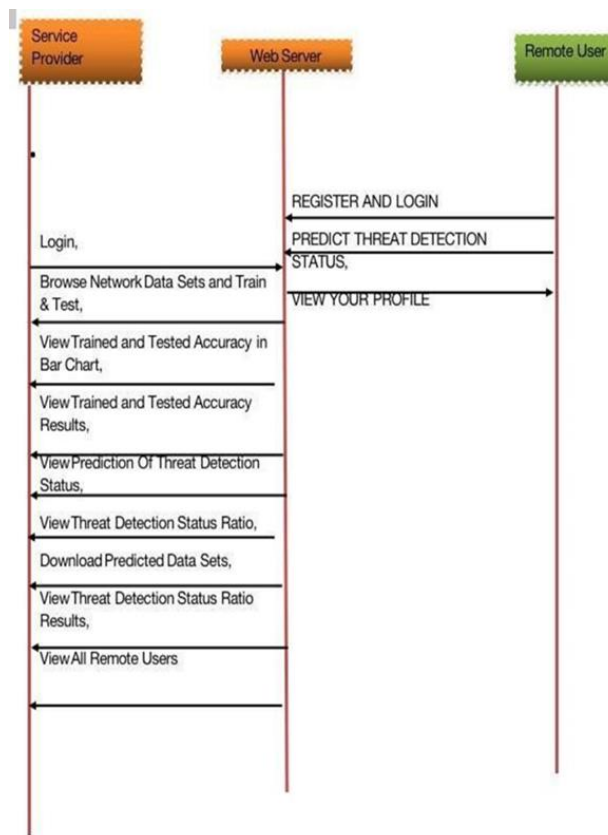 Service
Provider
Web Server
Remote User
REGISTER AND LOGIN
PREDICT THREAT DETECTION
STATUS,
VIEW YOUR PROFILE
Login,
Browse Network Data Sets and Train
& Test,
View Trained and Tested Accuracy in
Bar Chart,
View Trained and Tested Accuracy
Results,
View Prediction Of Threat Detection
Status,
View Threat Detection Status Ratio,
Download Predicted Data Sets,
View Threat Detection Status Ratio
Results,
View All Remote Users